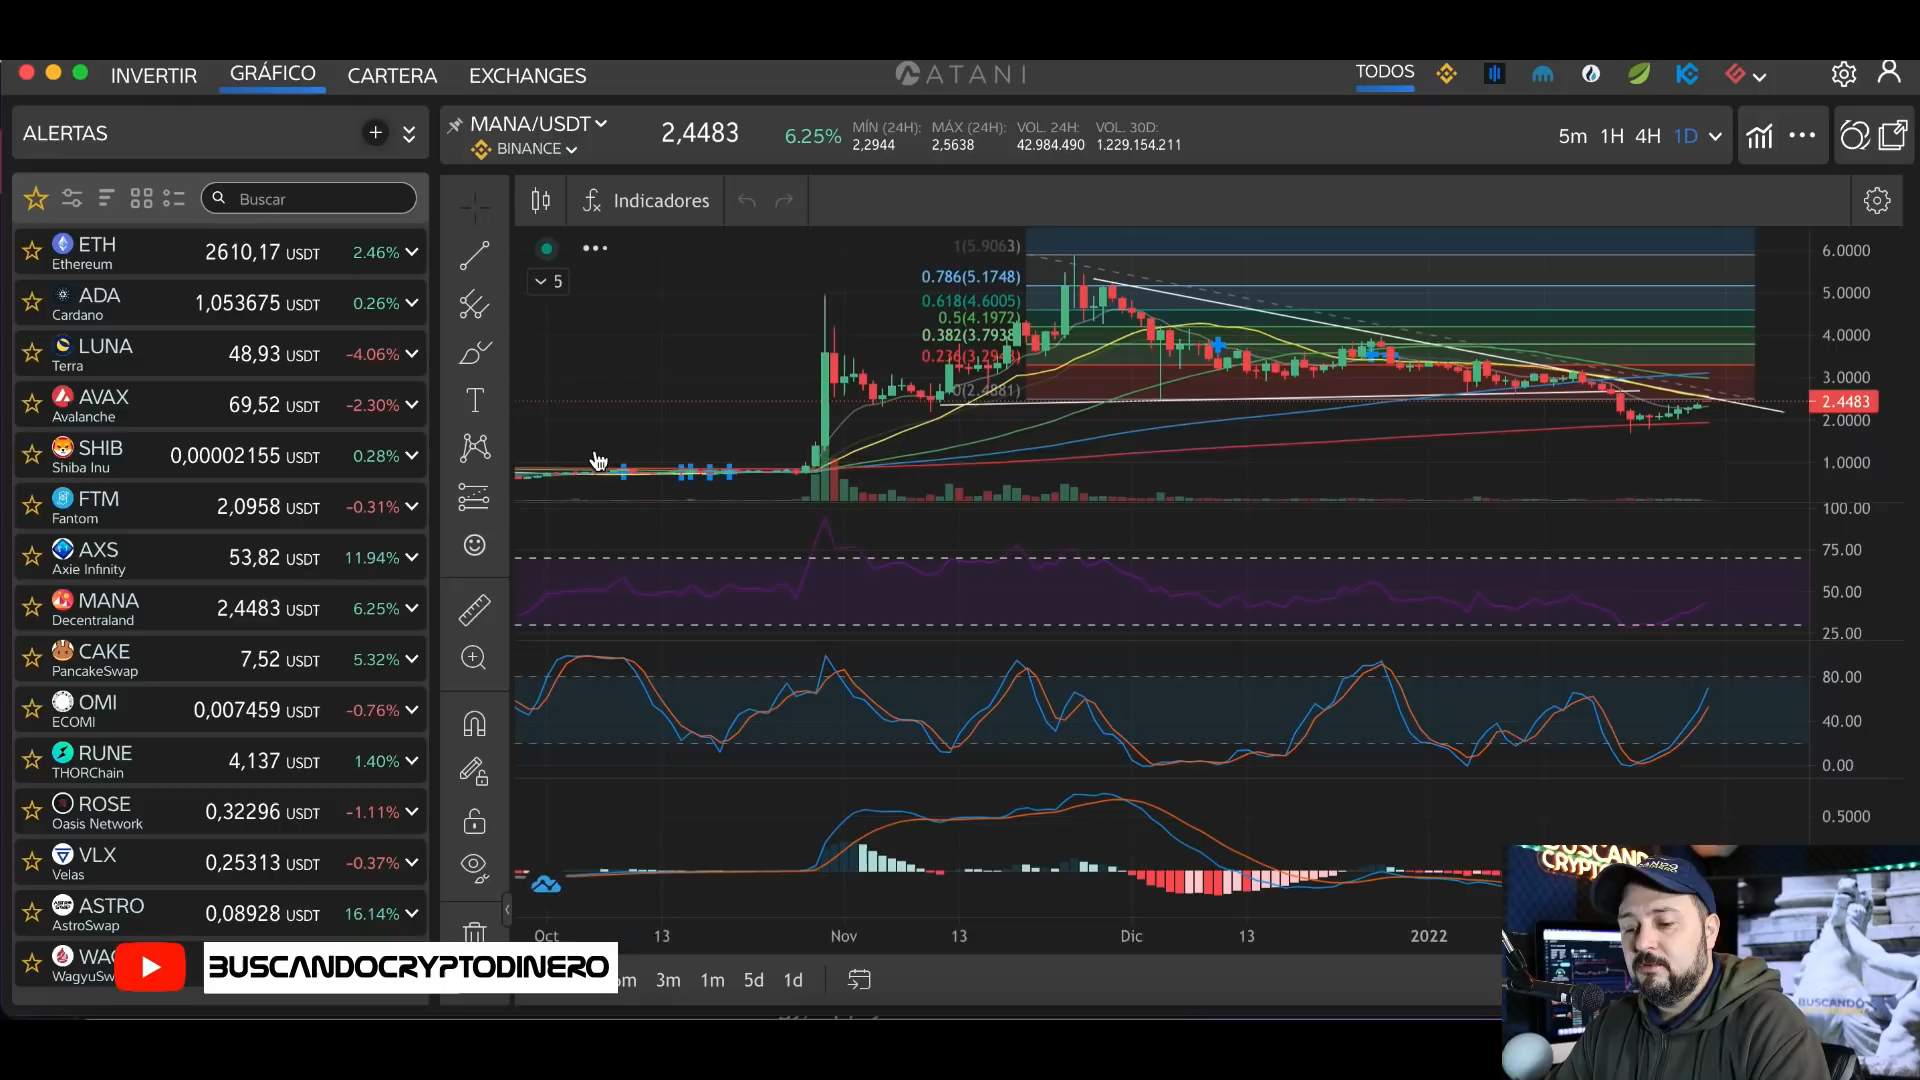 INVERTIR GRÁFICO CARTERA EXCHANGES ATANI TODOS
ALERTAS
MANA/USDT 2,4483 6.25% MÍN (24H): MÁX (24H): VOL. 24H: VOL. 30D: 5m 1H 4H 1D
BINANCE 2,2944 2,5638 42.984.490 1.229.154.211
Buscar
Indicadores
ETH 2610,17 USDT 2.46%
Ethereum
ADA 1,053675 USDT 0.26%
Cardano
LUNA 48,93 USDT -4.06%
Terra
AVAX 69,52 USDT -2.30%
Avalanche
SHIB 0,00002155 USDT 0.28%
Shiba Inu
FTM 2,0958 USDT -0.31%
Fantom
AXS 53,82 USDT 11.94%
Axie Infinity
MANA 2,4483 USDT 6.25%
Decentraland
CAKE 7,52 USDT 5.32%
PancakeSwap
OMI 0,007459 USDT -0.76%
ECOMI
RUNE 4,137 USDT 1.40%
THORChain
ROSE 0,32296 USDT -1.11%
Oasis Network
VLX 0,25313 USDT -0.37%
Velas
ASTRO 0,08928 USDT 16.14%
AstroSwap
5
1(5.9063)
0.786(5.1748)
0.618(4.6005)
0.5(4.1972)
0.382(3.7938
0(2.4881)
6.0000
5.0000
4.0000
3.0000
2.4483
2.0000
1.0000
100.00
75.00
50.00
25.00
80.00
40.00
0.00
0.5000
Oct 13 Nov 13 Dic 13 2022
3m 1m 5d 1d
BUSCANDOCRYPTODINERO
BUSCANDO